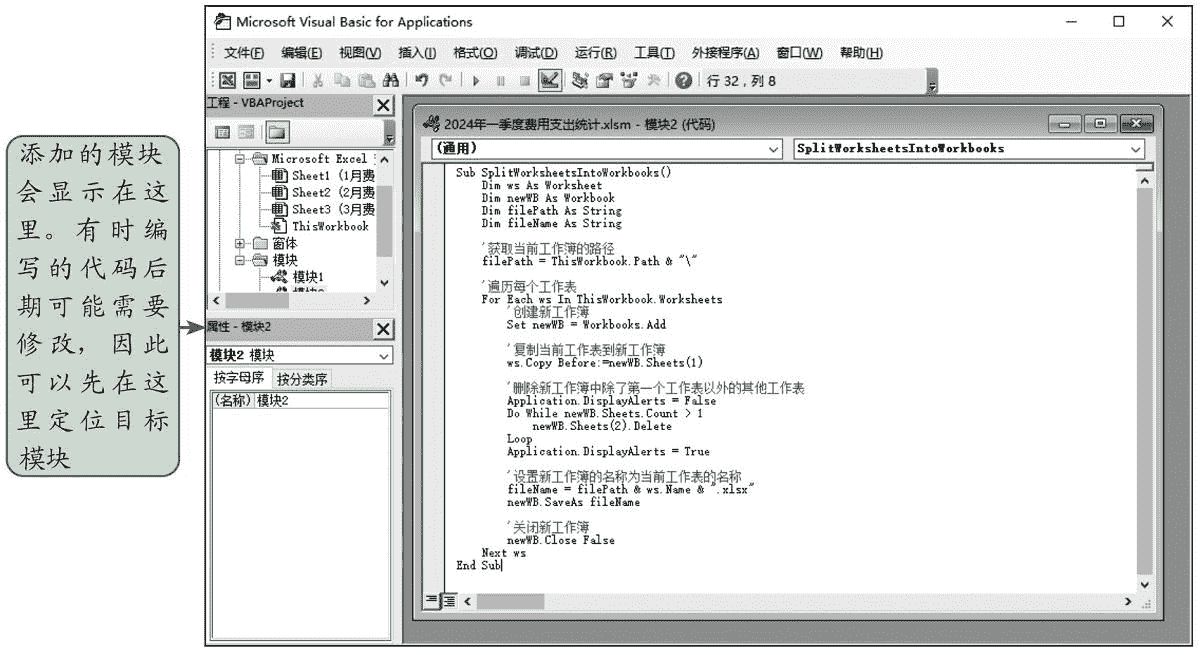 Microsoft Visual Basic for Applications
文件(F) 编辑(E) 视图(V) 插入(I) 格式(O) 调试(D) 运行(R) 工具(T) 外接程序(A) 窗口(W) 帮助(H)
行 32，列 8
工程 - VBAProject
Microsoft Excel
Sheet1 (1月费
Sheet2 (2月费
Sheet3 (3月费
ThisWorkbook
窗体
模块
模块1
属性 - 模块2
模块2 模块
按字母序 按分类序
(名称) 模块2
添加的模块
会显示在这
里。有时编
写的代码后
期可能需要
修改，因此
可以先在这
里定位目标
模块
2024年一季度费用支出统计.xlsm - 模块2 (代码)
(通用) SplitWorksheetsIntoWorkbooks
Sub SplitWorksheetsIntoWorkbooks()
Dim ws As Worksheet
Dim newWB As Workbook
Dim filePath As String
Dim fileName As String
'获取当前工作簿的路径
filePath = ThisWorkbook.Path & "\"
'遍历每个工作表
For Each ws In ThisWorkbook.Worksheets
'创建新工作簿
Set newWB = Workbooks.Add
'复制当前工作表到新工作簿
ws.Copy Before:=newWB.Sheets(1)
'删除新工作簿中除了第一个工作表以外的其他工作表
Application.DisplayAlerts = False
Do While newWB.Sheets.Count > 1
newWB.Sheets(2).Delete
Loop
Application.DisplayAlerts = True
'设置新工作簿的名称为当前工作表的名称
fileName = filePath & ws.Name & ".xlsx"
newWB.SaveAs fileName
'关闭新工作簿
newWB.Close False
Next ws
End Sub